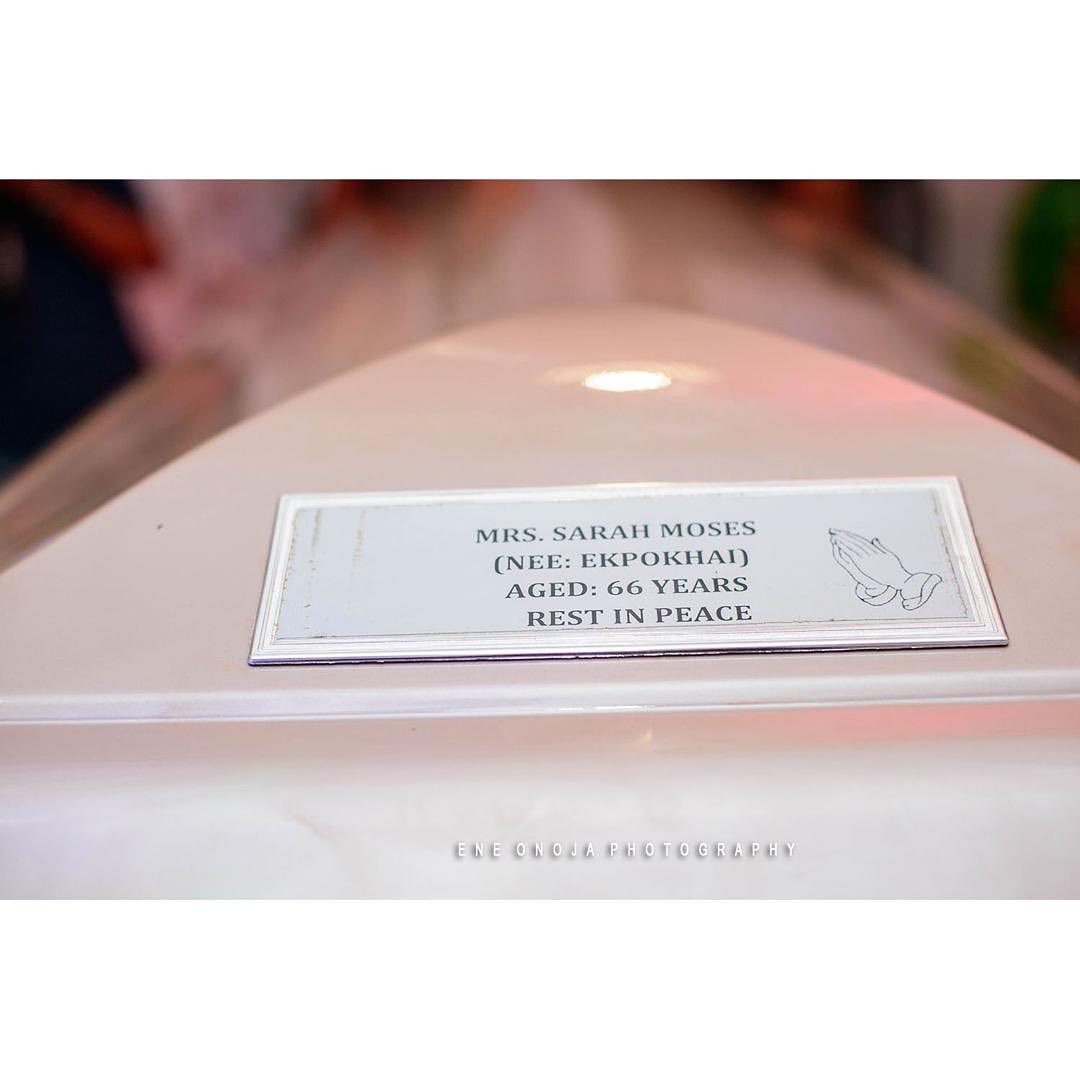 MRS. SARAH MOSES
(NEE: EKPOKHAI)
AGED: 66 YEARS
REST IN PEACE
ENE ONOJA PHOTOGRAPHY